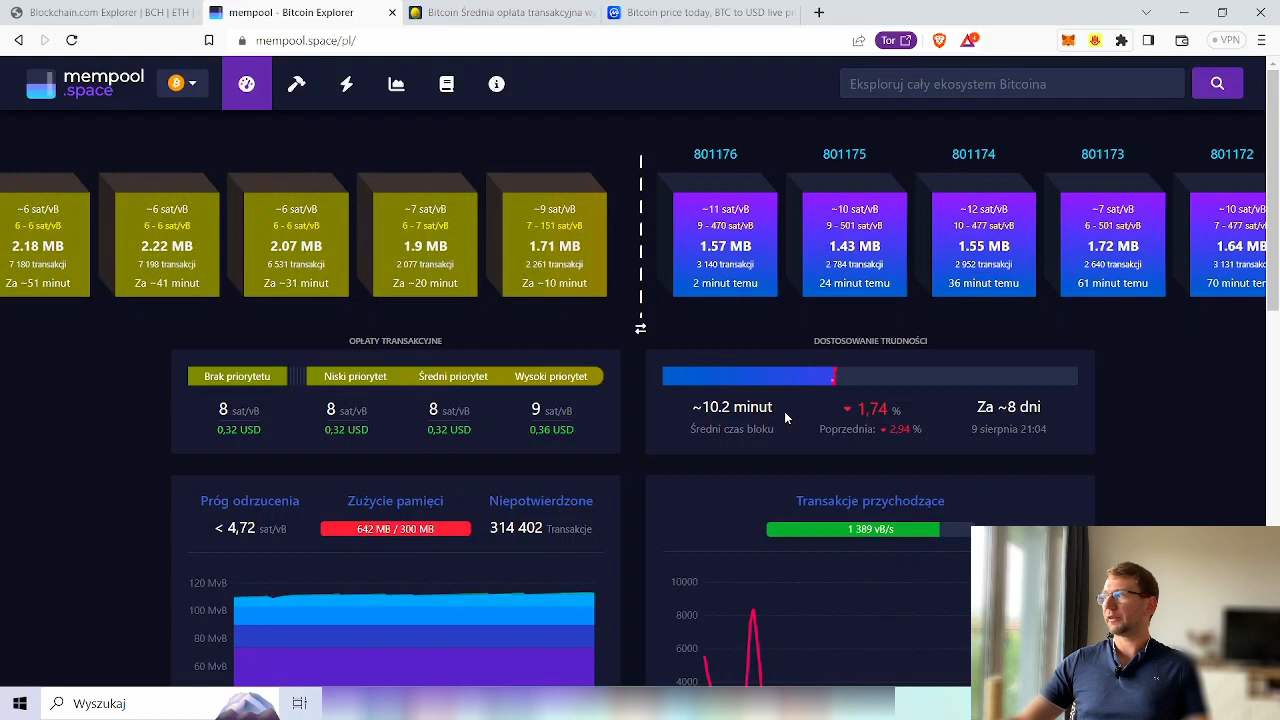 Blockchain.com Explorer | BCH | ETH |
mempool - Bitcoin
Bitcoin Średnia opłata transakcyjna wy
Bitcoin price today, BTC to USD live pri
mempool.space/pl/
Tor
4
VPN
mempool
.space
Eksploruj cały ekosystem Bitcoina
801176
801175
801174
801173
801172
~6 sat/vB
6 - 6 sat/vB
2.18 MB
7 180 transakcji
Za ~51 minut
~6 sat/vB
6 - 6 sat/vB
2.22 MB
7 198 transakcji
Za ~41 minut
~6 sat/vB
6 - 6 sat/vB
2.07 MB
6 531 transakcji
Za ~31 minut
~7 sat/vB
6 - 7 sat/vB
1.9 MB
2 077 transakcji
Za ~20 minut
~9 sat/vB
7 - 151 sat/vB
1.71 MB
2 261 transakcji
Za ~10 minut
~11 sat/vB
9 - 470 sat/vB
1.57 MB
3 140 transakcji
2 minut temu
~10 sat/vB
9 - 501 sat/vB
1.43 MB
2 784 transakcji
24 minut temu
~12 sat/vB
10 - 477 sat/vB
1.55 MB
2 952 transakcji
36 minut temu
~7 sat/vB
6 - 501 sat/vB
1.72 MB
2 640 transakcji
61 minut temu
~10 sat/vB
7 - 477 sat/v
1.64 MB
3 131 transakcj
70 minut tem
OPŁATY TRANSAKCYJNE
Brak priorytetu
Niski priorytet
Średni priorytet
Wysoki priorytet
8 sat/vB
8 sat/vB
8 sat/vB
9 sat/vB
0,32 USD
0,32 USD
0,32 USD
0,36 USD
DOSTOSOWANIE TRUDNOŚCI
~10.2 minut
1,74 %
Za ~8 dni
Średni czas bloku
Poprzednia: 2,94 %
9 sierpnia 21:04
Próg odrzucenia
Zużycie pamięci
Niepotwierdzone
< 4,72 sat/vB
642 MB / 300 MB
314 402 Transakcje
120 MvB
100 MvB
80 MvB
60 MvB
Transakcje przychodzące
1 389 vB/s
10000
8000
6000
4000
Wyszukaj